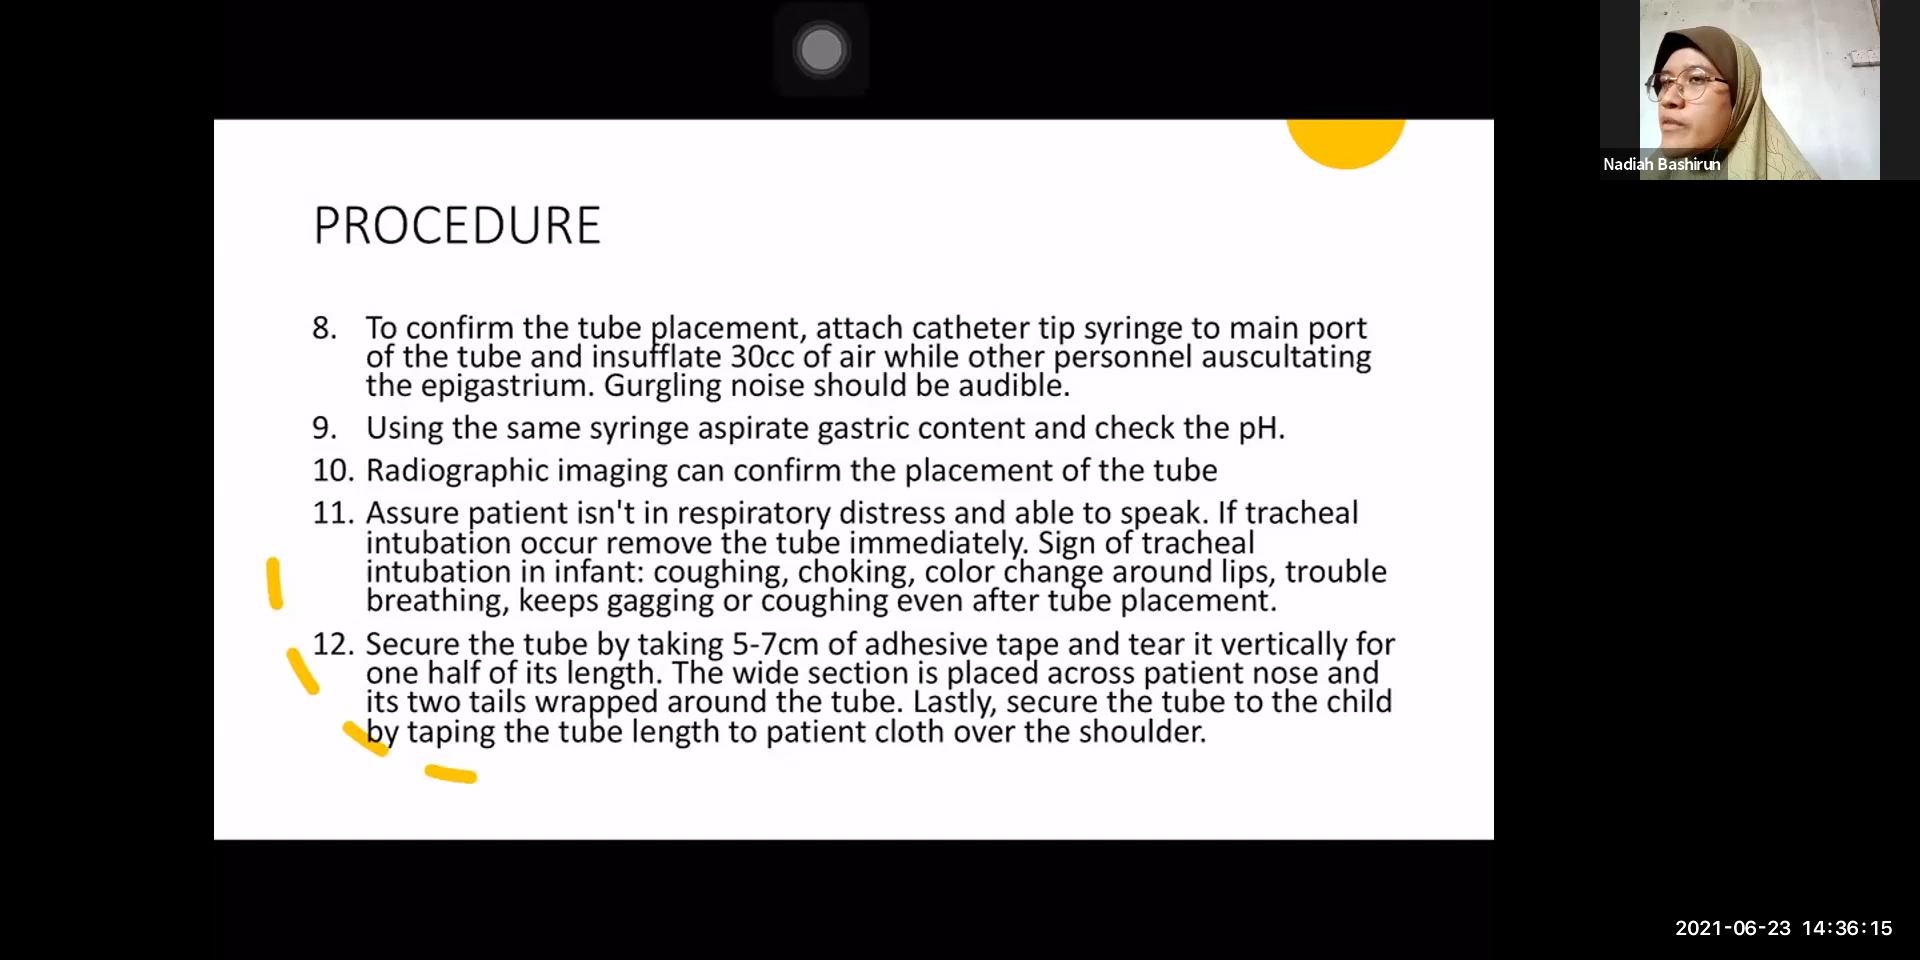 Nadiah Bashirun
PROCEDURE
8. To confirm the tube placement, attach catheter tip syringe to main port
of the tube and insufflate 30cc of air while other personnel auscultating
the epigastrium. Gurgling noise should be audible.
9. Using the same syringe aspirate gastric content and check the pH.
10. Radiographic imaging can confirm the placement of the tube
11. Assure patient isn't in respiratory distress and able to speak. If tracheal
intubation occur remove the tube immediately. Sign of tracheal
intubation in infant: coughing, choking, color change around lips, trouble
breathing, keeps gagging or coughing even after tube placement.
12. Secure the tube by taking 5-7cm of adhesive tape and tear it vertically for
one half of its length. The wide section is placed across patient nose and
its two tails wrapped around the tube. Lastly, secure the tube to the child
by taping the tube length to patient cloth over the shoulder.
2021-06-23 14:36:15